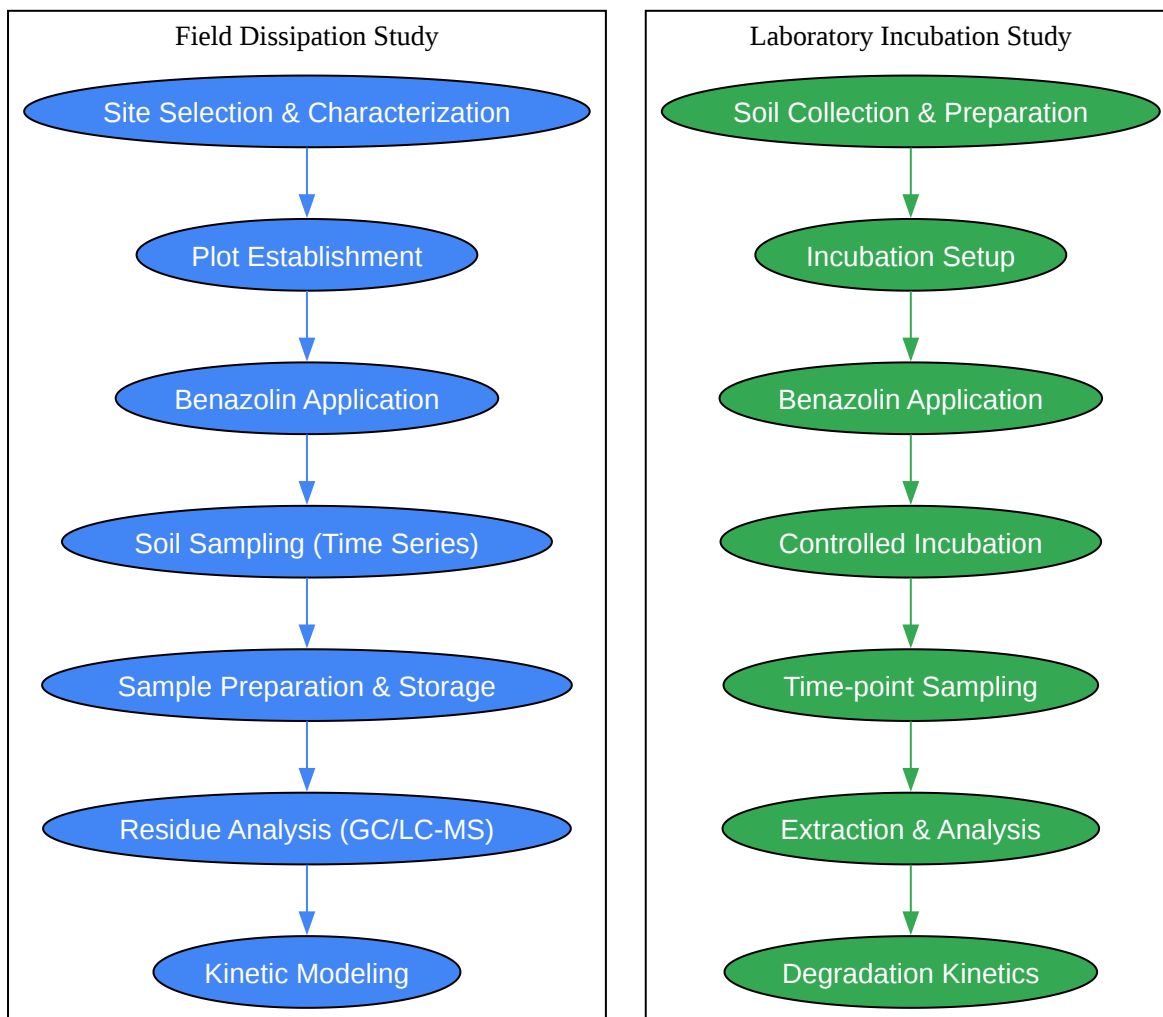 Field Dissipation Study
Site Selection & Characterization
Plot Establishment
Benazolin Application
Soil Sampling (Time Series)
Sample Preparation & Storage
Residue Analysis (GC/LC-MS)
Kinetic Modeling
Laboratory Incubation Study
Soil Collection & Preparation
Incubation Setup
Benazolin Application
Controlled Incubation
Time-point Sampling
Extraction & Analysis
Degradation Kinetics